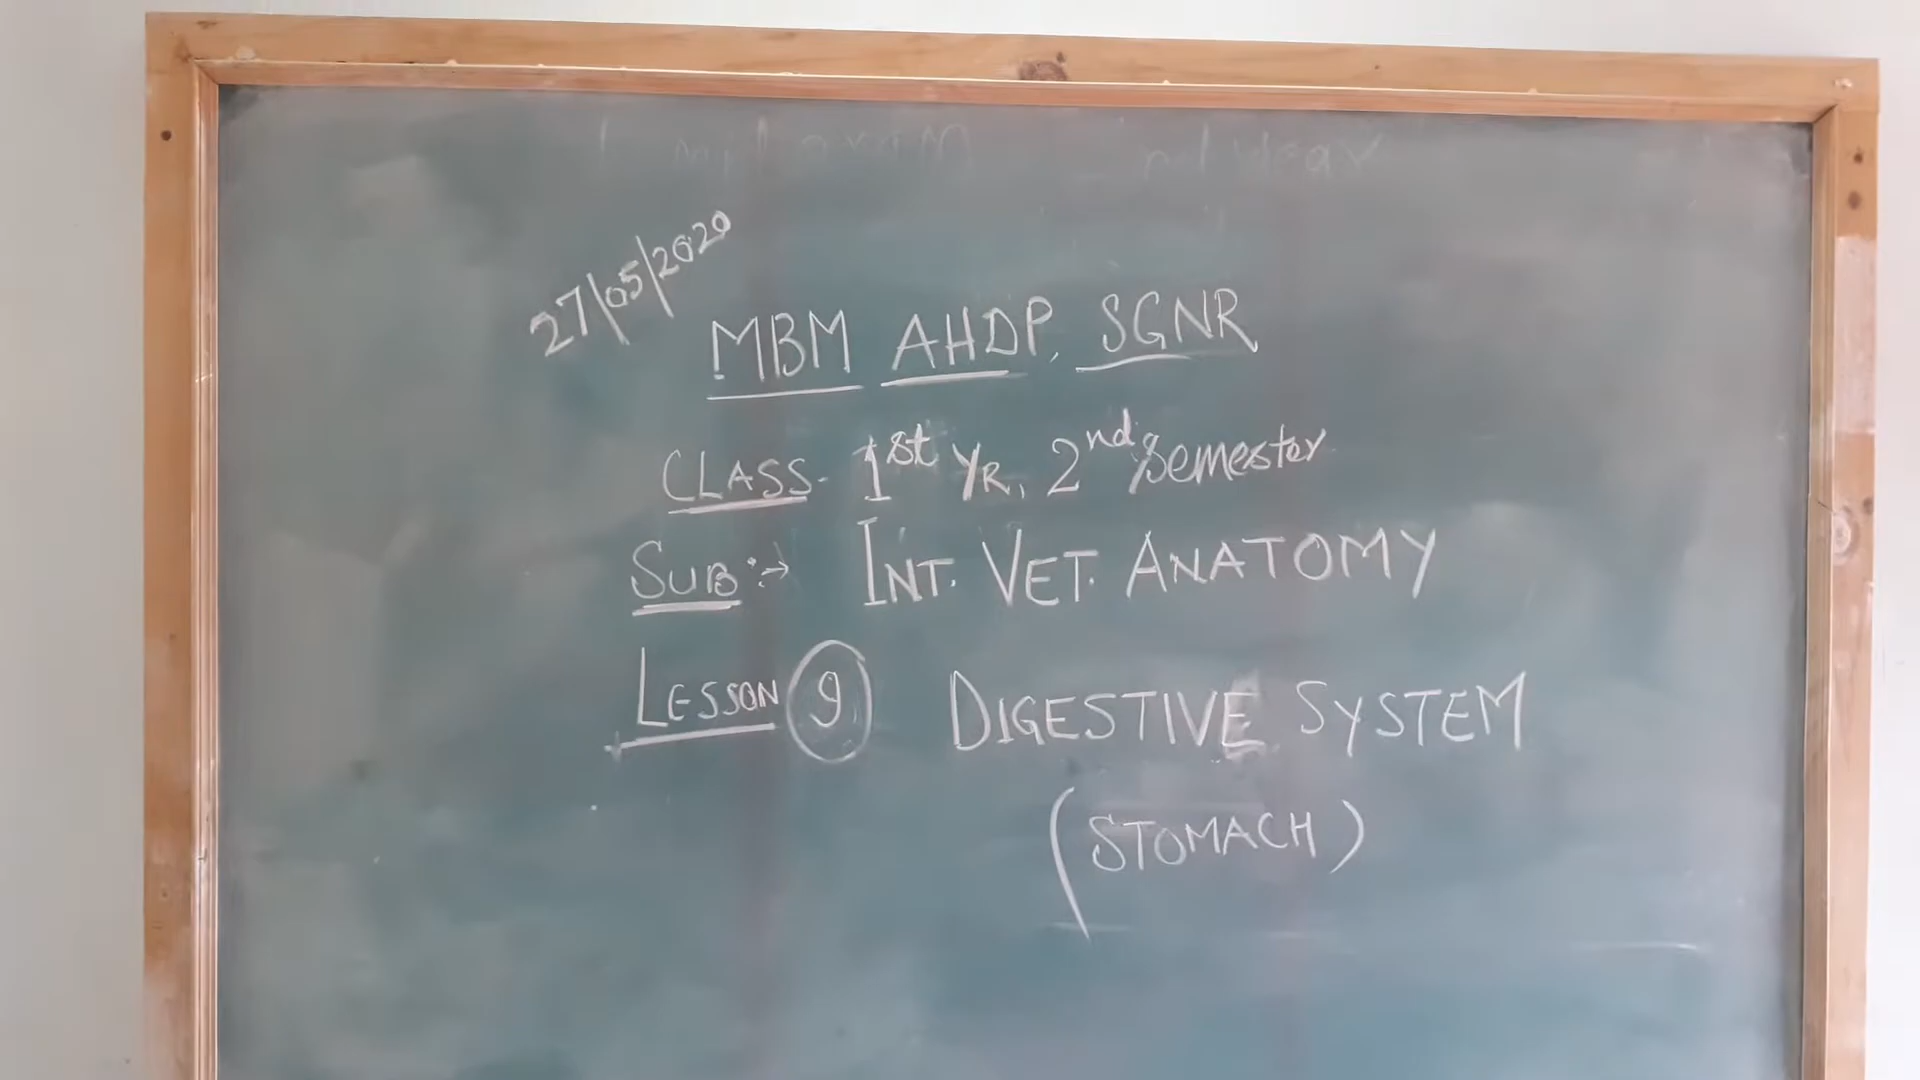 27/05/2020
MBM AHDP, SGNR
CLASS- 1st YR, 2nd Semester
SUB:→ INT. VET. ANATOMY
LESSON 9 DIGESTIVE SYSTEM
(STOMACH)